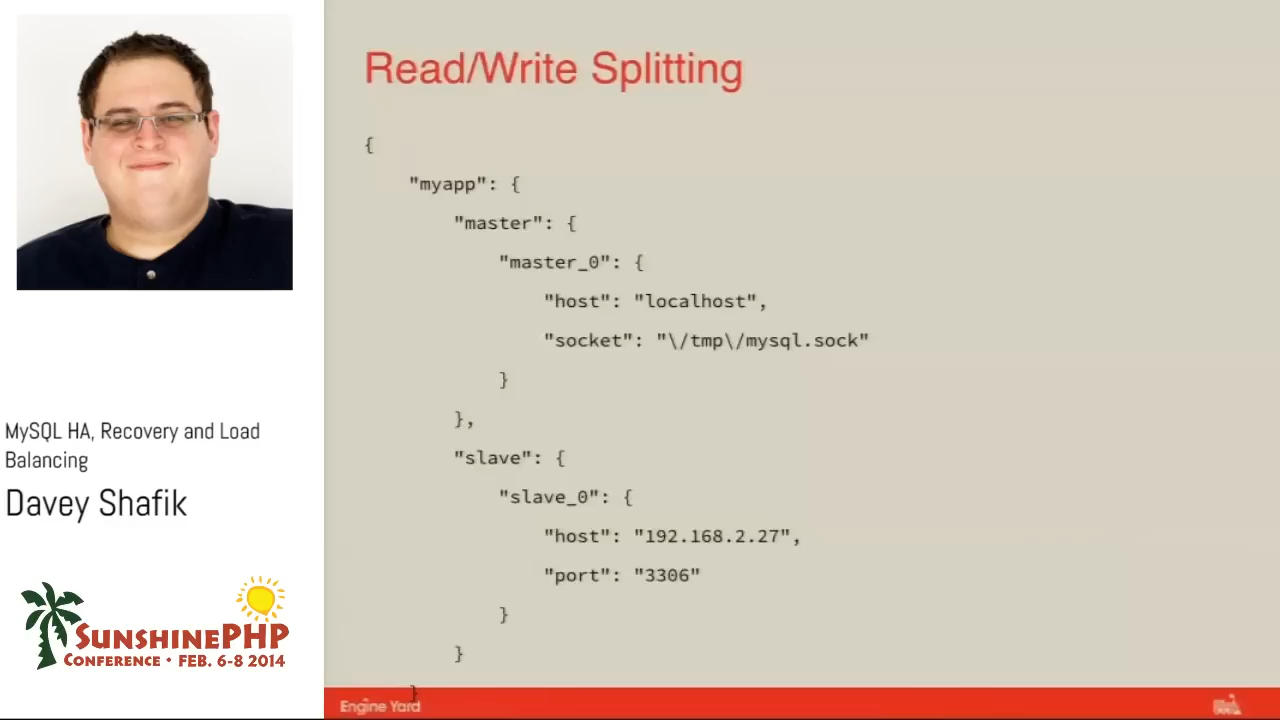 Read/Write Splitting
{
"myapp": {
"master": {
"master_0": {
"host": "localhost",
"socket": "\/tmp\/mysql.sock"
}
},
"slave": {
"slave_0": {
"host": "192.168.2.27",
"port": "3306"
}
}
}
MySQL HA, Recovery and Load
Balancing
Davey Shafik
SUNSHINEPHP
CONFERENCE • FEB. 6-8 2014
Engine Yard